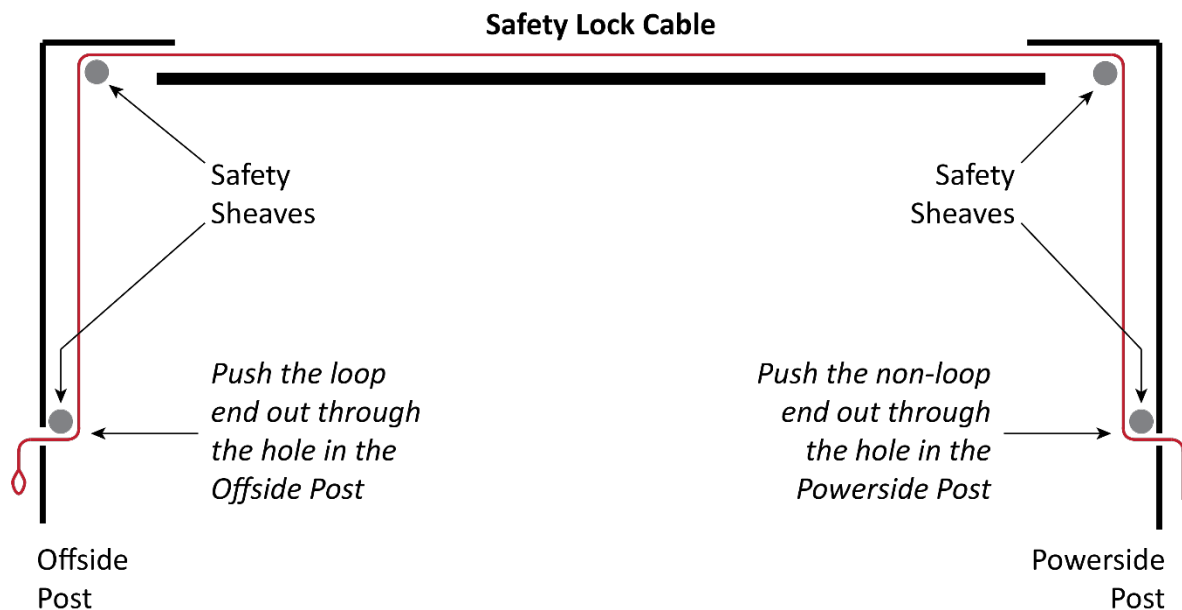 Safety Lock Cable
Safety
Sheaves
Safety
Sheaves
Push the loop
end out through
the hole in the
Offside Post
Push the non-loop
end out through
the hole in the
Powerside Post
Offside
Post
Powerside
Post